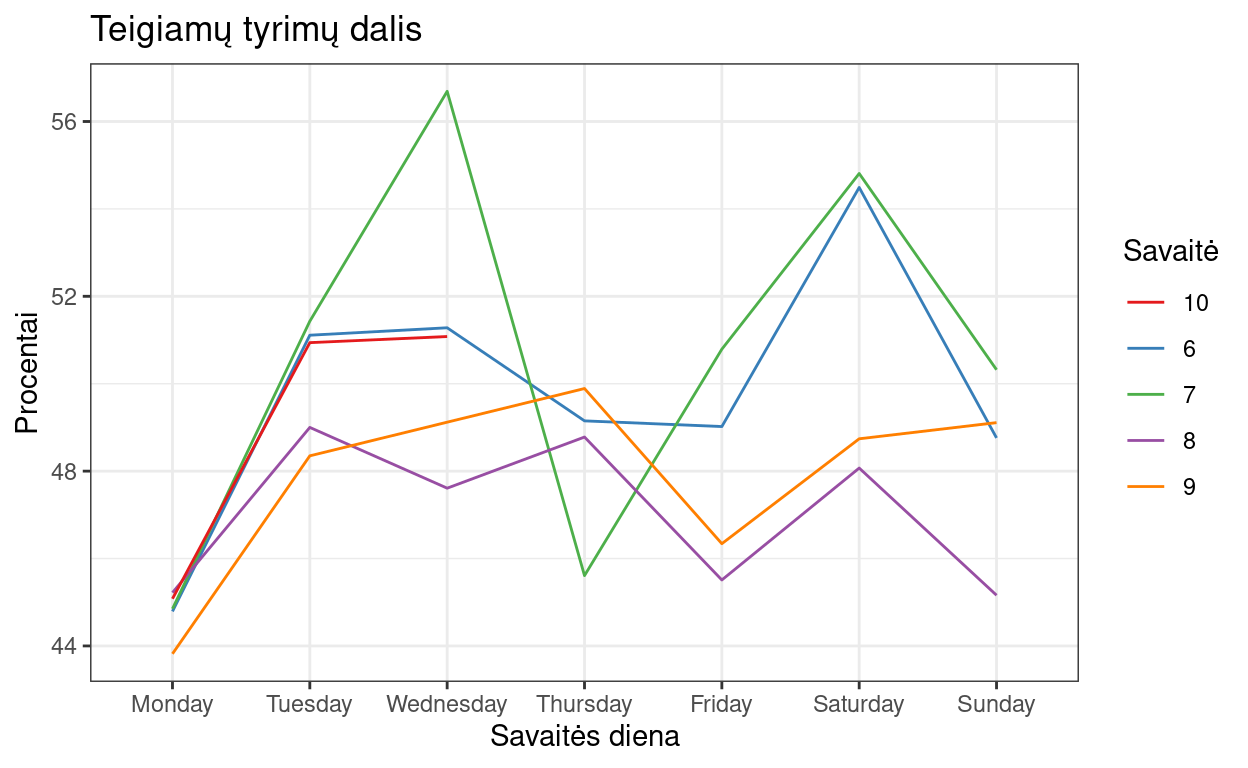 Teigiamų tyrimų dalis
Procentai
56
52
48
44
Monday Tuesday Wednesday Thursday Friday Saturday Sunday
Savaitės diena
Savaitė
10
6
7
8
9